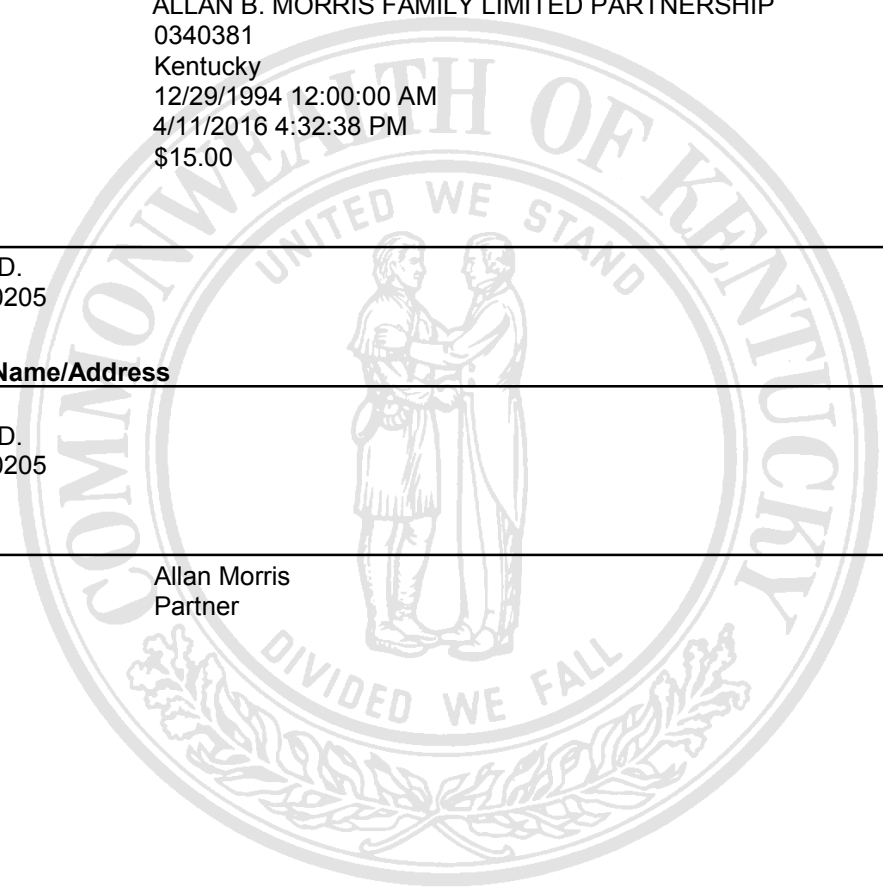 ALLAN B. MORRIS FAMILY LIMITED PARTNERSHIP
0340381
Kentucky
12/29/1994 12:00:00 AM
4/11/2016 4:32:38 PM
$15.00
D.
0205
Name/Address
D.
0205
Allan Morris
Partner
COMMONWEALTH OF KENTUCKY
UNITED WE STAND
DIVIDED WE FALL